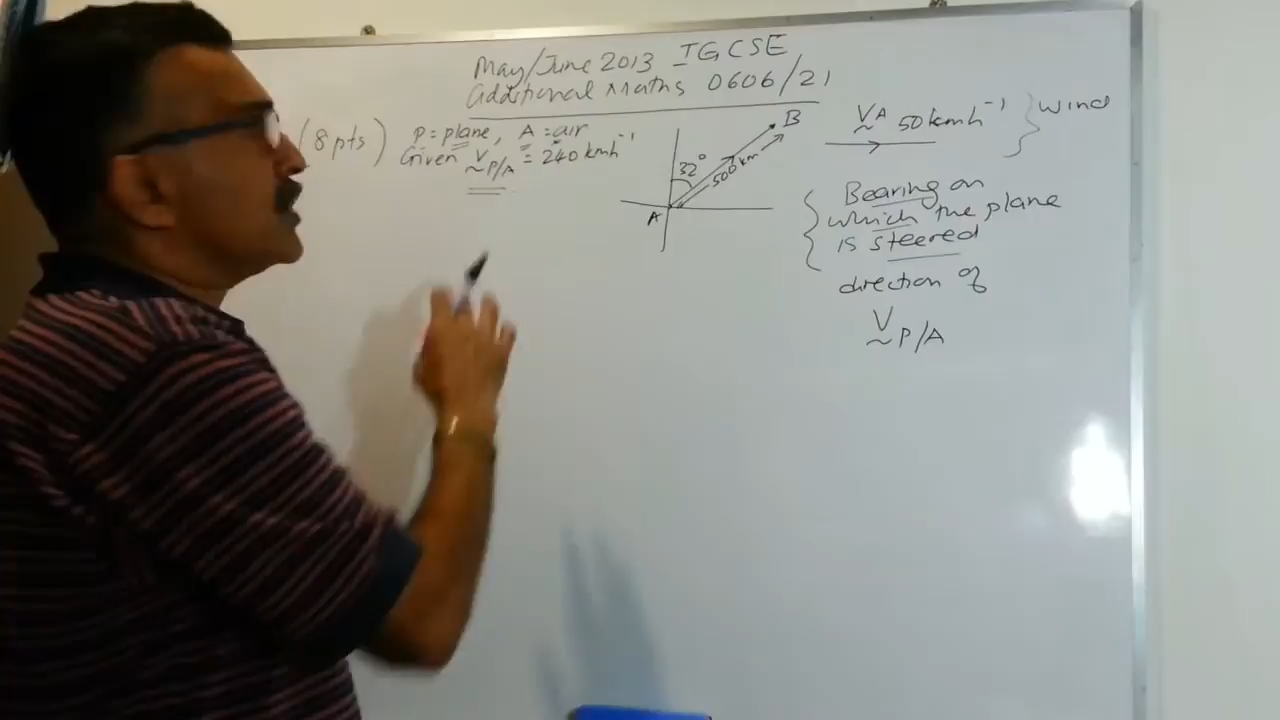 May/June 2013 IGCSE
Additional Maths 0606/21
(8 pts)
P = plane, A = air
Given V P/A = 240 kmh⁻¹
32°
500 km
A
B
VA 50 kmh⁻¹ } wind
Bearing on
which the plane
is steered
direction of
V P/A